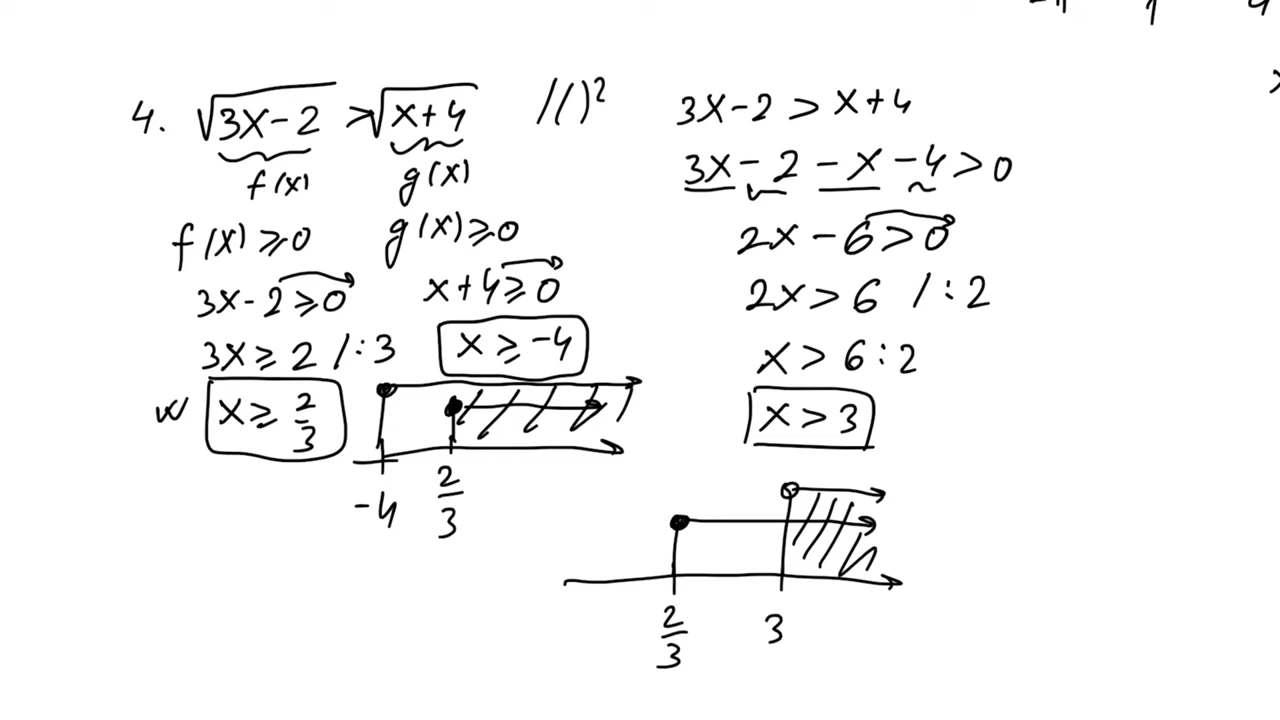 4. √(3x-2) > √(x+4) //( )²
f(x) g(x)
f(x) ≥ 0 g(x) ≥ 0
3x-2 ≥ 0 x+4 ≥ 0
3x ≥ 2 /:3 x ≥ -4
w x ≥ 2/3
-4 2/3
3x-2 > x+4
3x-2-x-4 > 0
2x-6 > 0
2x > 6 /:2
x > 6:2
x > 3
2/3 3